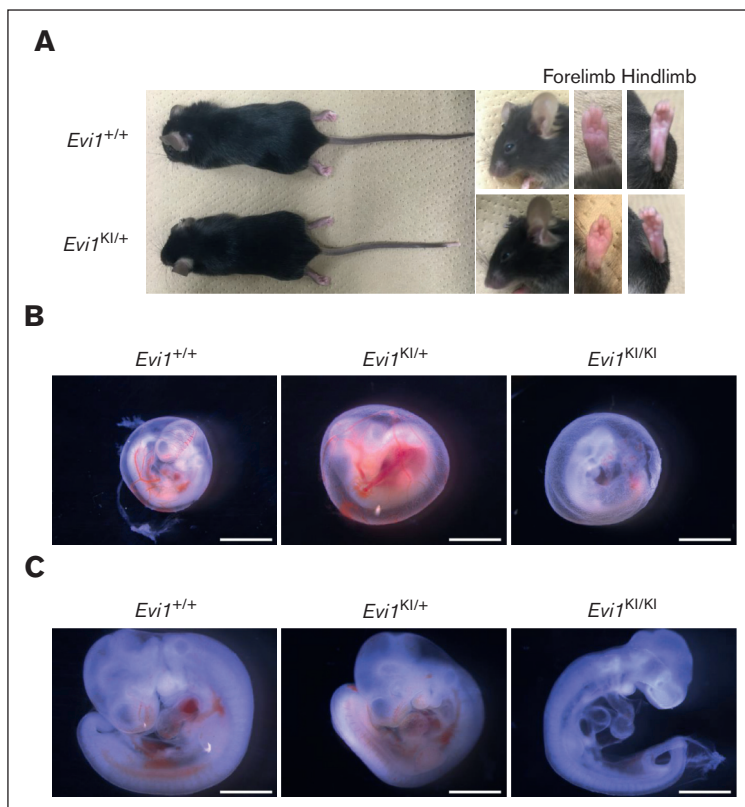 A
Forelimb Hindlimb
Evi1+/+
Evi1KI/+
B
Evi1+/+ Evi1KI/+ Evi1KI/KI
C
Evi1+/+ Evi1KI/+ Evi1KI/KI